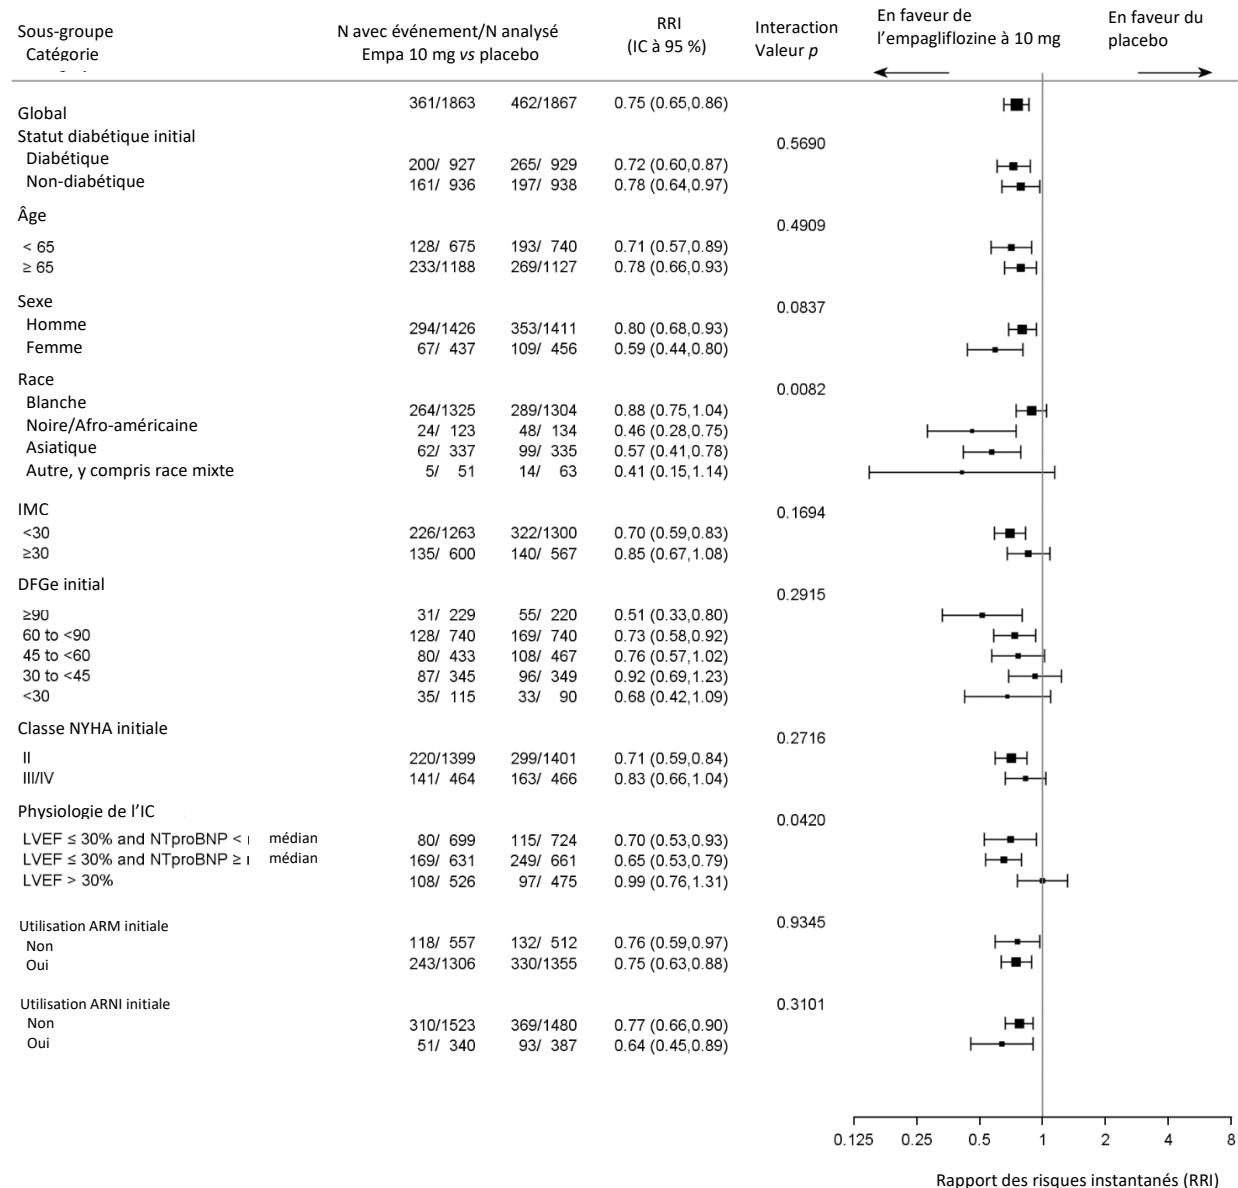 Sous-groupe N avec événement/N analysé RRI Interaction En faveur de En faveur du
Catégorie Empa 10 mg vs placebo (IC à 95 %) Valeur p l’empagliflozine à 10 mg placebo
Global 361/1863 462/1867 0.75 (0.65,0.86)
Statut diabétique initial 0.5690
Diabétique 200/ 927 265/ 929 0.72 (0.60,0.87)
Non-diabétique 161/ 936 197/ 938 0.78 (0.64,0.97)
Âge 0.4909
< 65 128/ 675 193/ 740 0.71 (0.57,0.89)
≥ 65 233/1188 269/1127 0.78 (0.66,0.93)
Sexe 0.0837
Homme 294/1426 353/1411 0.80 (0.68,0.93)
Femme 67/ 437 109/ 456 0.59 (0.44,0.80)
Race 0.0082
Blanche 264/1325 289/1304 0.88 (0.75,1.04)
Noire/Afro-américaine 24/ 123 48/ 134 0.46 (0.28,0.75)
Asiatique 62/ 337 99/ 335 0.57 (0.41,0.78)
Autre, y compris race mixte 5/ 51 14/ 63 0.41 (0.15,1.14)
IMC 0.1694
<30 226/1263 322/1300 0.70 (0.59,0.83)
≥30 135/ 600 140/ 567 0.85 (0.67,1.08)
DFGe initial 0.2915
≥90 31/ 229 55/ 220 0.51 (0.33,0.80)
60 to <90 128/ 740 169/ 740 0.73 (0.58,0.92)
45 to <60 80/ 433 108/ 467 0.76 (0.57,1.02)
30 to <45 87/ 345 96/ 349 0.92 (0.69,1.23)
<30 35/ 115 33/ 90 0.68 (0.42,1.09)
Classe NYHA initiale 0.2716
II 220/1399 299/1401 0.71 (0.59,0.84)
III/IV 141/ 464 163/ 466 0.83 (0.66,1.04)
Physiologie de l’IC 0.0420
LVEF ≤ 30% and NTproBNP < médian 80/ 699 115/ 724 0.70 (0.53,0.93)
LVEF ≤ 30% and NTproBNP ≥ médian 169/ 631 249/ 661 0.65 (0.53,0.79)
LVEF > 30% 108/ 526 97/ 475 0.99 (0.76,1.31)
Utilisation ARM initiale 0.9345
Non 118/ 557 132/ 512 0.76 (0.59,0.97)
Oui 243/1306 330/1355 0.75 (0.63,0.88)
Utilisation ARNI initiale 0.3101
Non 310/1523 369/1480 0.77 (0.66,0.90)
Oui 51/ 340 93/ 387 0.64 (0.45,0.89)
0.125 0.25 0.5 1 2 4 8
Rapport des risques instantanés (RRI)